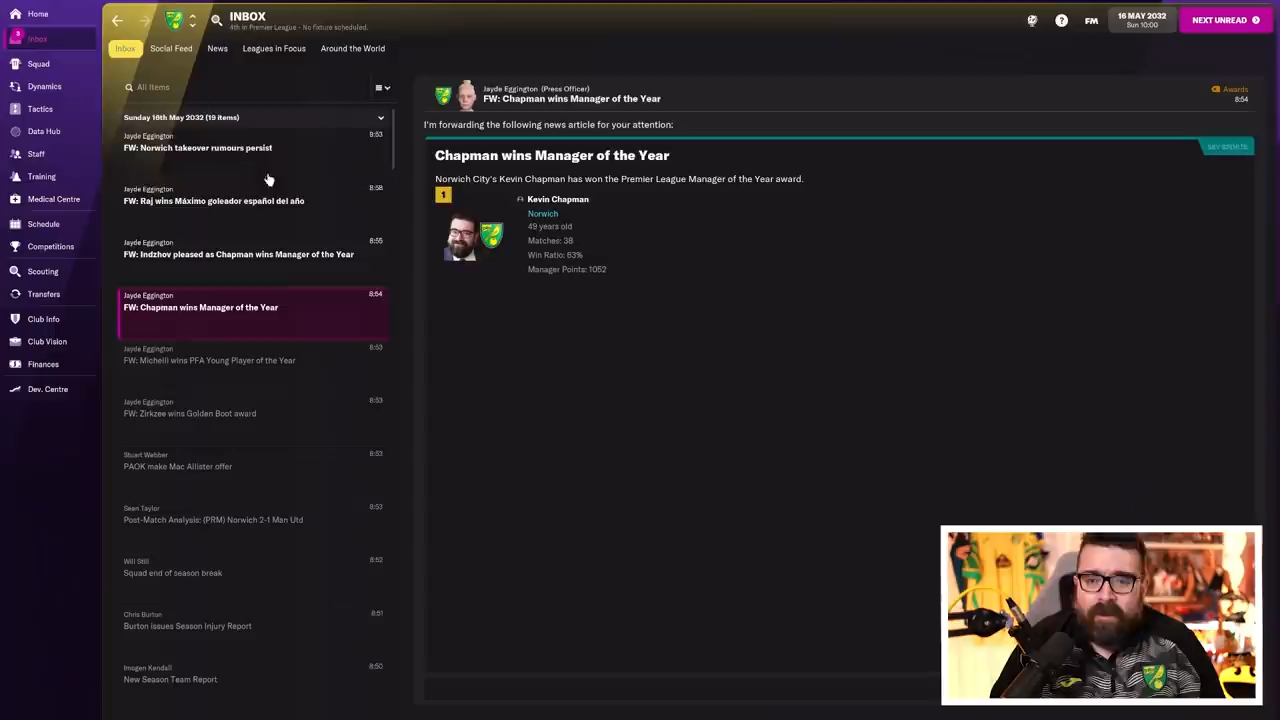 Home
3
Inbox
Squad
Dynamics
Tactics
Data Hub
Staff
Training
Medical Centre
Schedule
Competitions
Scouting
Transfers
Club Info
Club Vision
Finances
Dev. Centre
INBOX
4th in Premier League - No fixture scheduled.
FM
16 MAY 2032
Sun 10:00
NEXT UNREAD
Inbox
Social Feed
News
Leagues in Focus
Around the World
All Items
Sunday 16th May 2032 (19 items)
Jayde Eggington
9:53
FW: Norwich takeover rumours persist
Jayde Eggington
8:58
FW: Raj wins Máximo goleador español del año
Jayde Eggington
8:55
FW: Indzhov pleased as Chapman wins Manager of the Year
Jayde Eggington
8:54
FW: Chapman wins Manager of the Year
Jayde Eggington
8:53
FW: Michelli wins PFA Young Player of the Year
Jayde Eggington
8:53
FW: Zirkzee wins Golden Boot award
Stuart Webber
8:53
PAOK make Mac Allister offer
Sean Taylor
8:53
Post-Match Analysis: (PRM) Norwich 2-1 Man Utd
Will Still
8:52
Squad end of season break
Chris Burton
8:51
Burton issues Season Injury Report
Imogen Kendall
8:50
New Season Team Report
Jayde Eggington (Press Officer)
FW: Chapman wins Manager of the Year
Awards
8:54
I'm forwarding the following news article for your attention:
Chapman wins Manager of the Year
SKY SPORTS
Norwich City's Kevin Chapman has won the Premier League Manager of the Year award.
1
Kevin Chapman
Norwich
49 years old
Matches: 38
Win Ratio: 63%
Manager Points: 1052